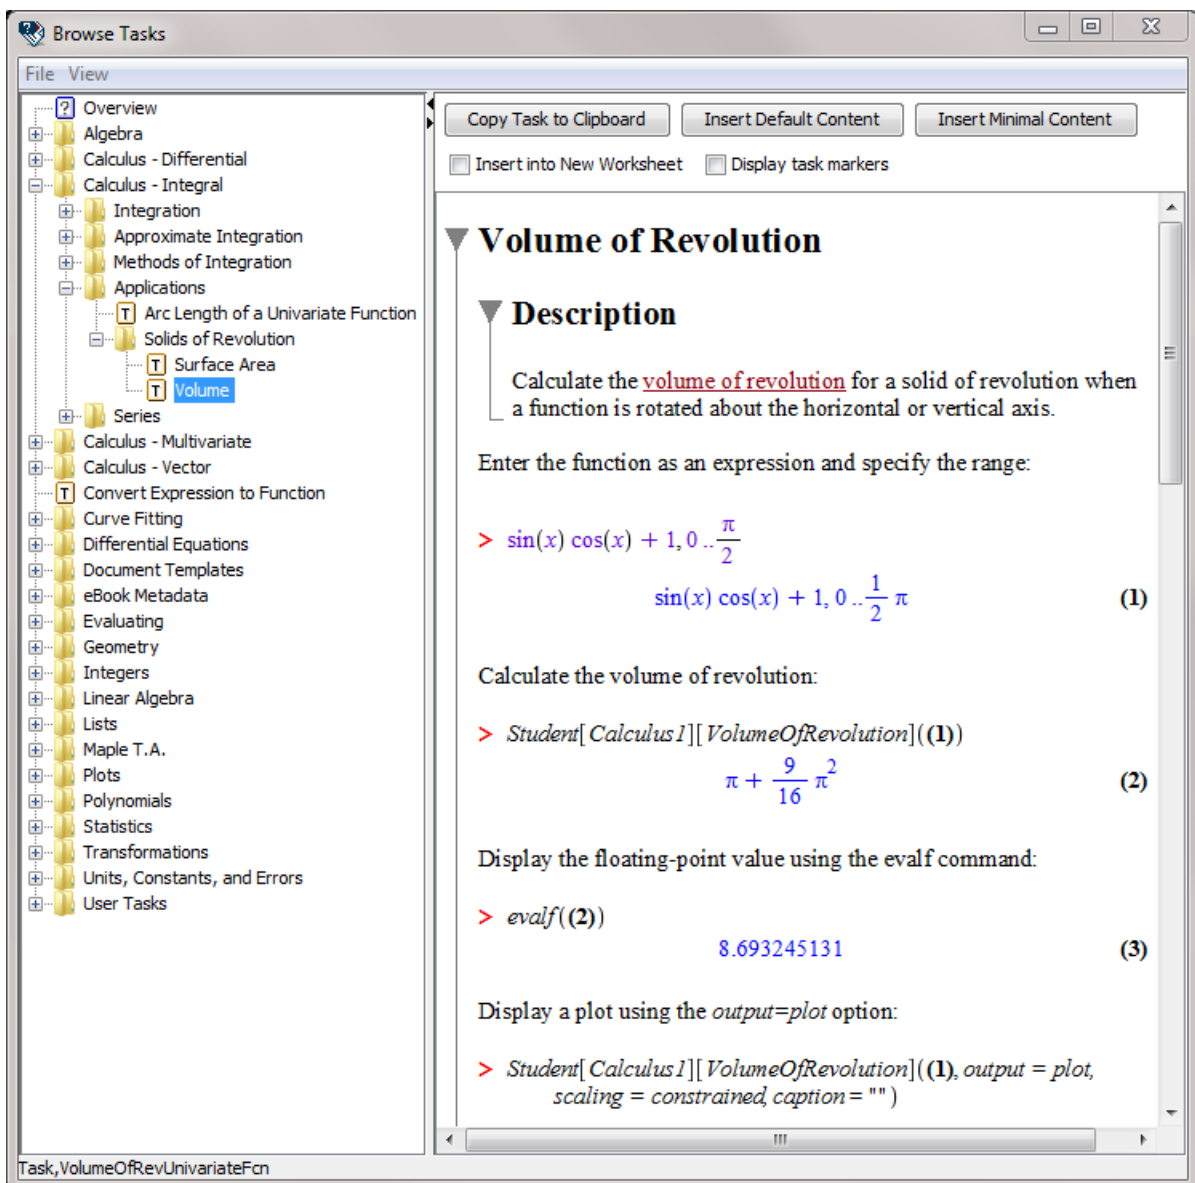 Browse Tasks
File View
Overview
Algebra
Calculus - Differential
Calculus - Integral
Integration
Approximate Integration
Methods of Integration
Applications
T Arc Length of a Univariate Function
Solids of Revolution
T Surface Area
T Volume
Series
Calculus - Multivariate
Calculus - Vector
T Convert Expression to Function
Curve Fitting
Differential Equations
Document Templates
eBook Metadata
Evaluating
Geometry
Integers
Linear Algebra
Lists
Maple T.A.
Plots
Polynomials
Statistics
Transformations
Units, Constants, and Errors
User Tasks
Copy Task to Clipboard Insert Default Content Insert Minimal Content
Insert into New Worksheet Display task markers
Volume of Revolution
Description
Calculate the volume of revolution for a solid of revolution when
a function is rotated about the horizontal or vertical axis.
Enter the function as an expression and specify the range:
> sin(x) cos(x) + 1, 0 .. π/2
sin(x) cos(x) + 1, 0 .. 1/2 π (1)
Calculate the volume of revolution:
> Student[Calculus1][VolumeOfRevolution]((1))
π + 9/16 π² (2)
Display the floating-point value using the evalf command:
> evalf((2))
8.693245131 (3)
Display a plot using the output=plot option:
> Student[Calculus1][VolumeOfRevolution]((1), output = plot,
scaling = constrained, caption = "")
Task,VolumeOfRevUnivariateFcn